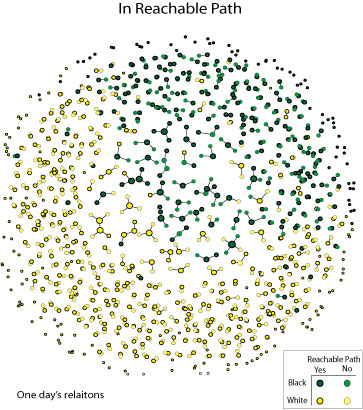 In Reachable Path
One day's relaitons
Reachable Path
Yes No
Black
White